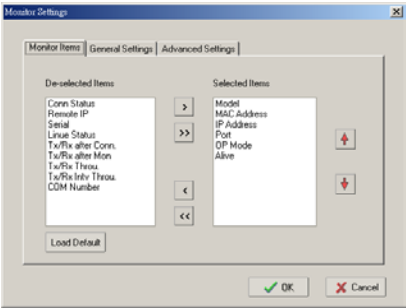 Monitor Settings
Monitor Items General Settings Advanced Settings
De-selected Items Selected Items
Conn Status
Remote IP
Serial
Linue Status
Tx/Rx after Conn.
Tx/Rx after Mon
Tx/Rx Throu.
Tx/Rx Intv Throu.
COM Number
> 
>>
<
<<
Model
MAC Address
IP Address
Port
OP Mode
Alive
Load Default
OK Cancel